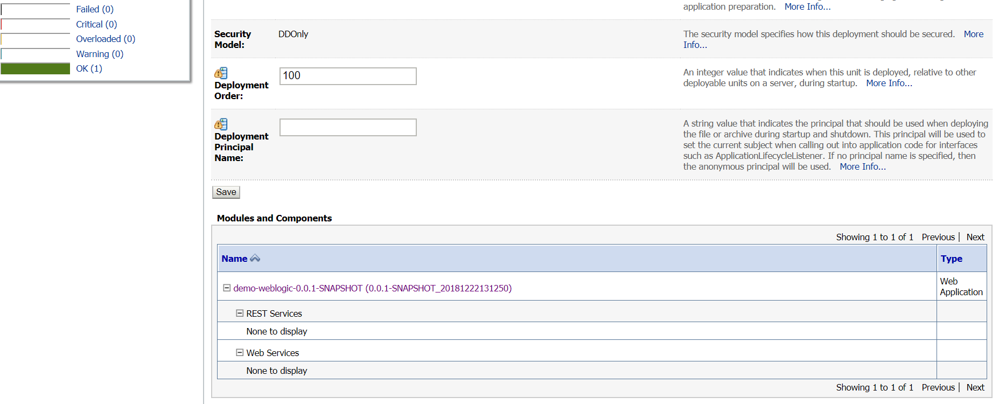 Failed (0)
Critical (0)
Overloaded (0)
Warning (0)
OK (1)
application preparation. More Info...
Security Model:
DDOnly
The security model specifies how this deployment should be secured. More
Info...
Deployment Order:
100
An integer value that indicates when this unit is deployed, relative to other
deployable units on a server, during startup. More Info...
Deployment Principal Name:
A string value that indicates the principal that should be used when deploying
the file or archive during startup and shutdown. This principal will be used to
set the current subject when calling out into application code for interfaces
such as ApplicationLifecycleListener. If no principal name is specified, then
the anonymous principal will be used. More Info...
Save
Modules and Components
Showing 1 to 1 of 1 Previous | Next
Name Type
demo-weblogic-0.0.1-SNAPSHOT (0.0.1-SNAPSHOT_20181222131250)
Web Application
REST Services
None to display
Web Services
None to display
Showing 1 to 1 of 1 Previous | Next